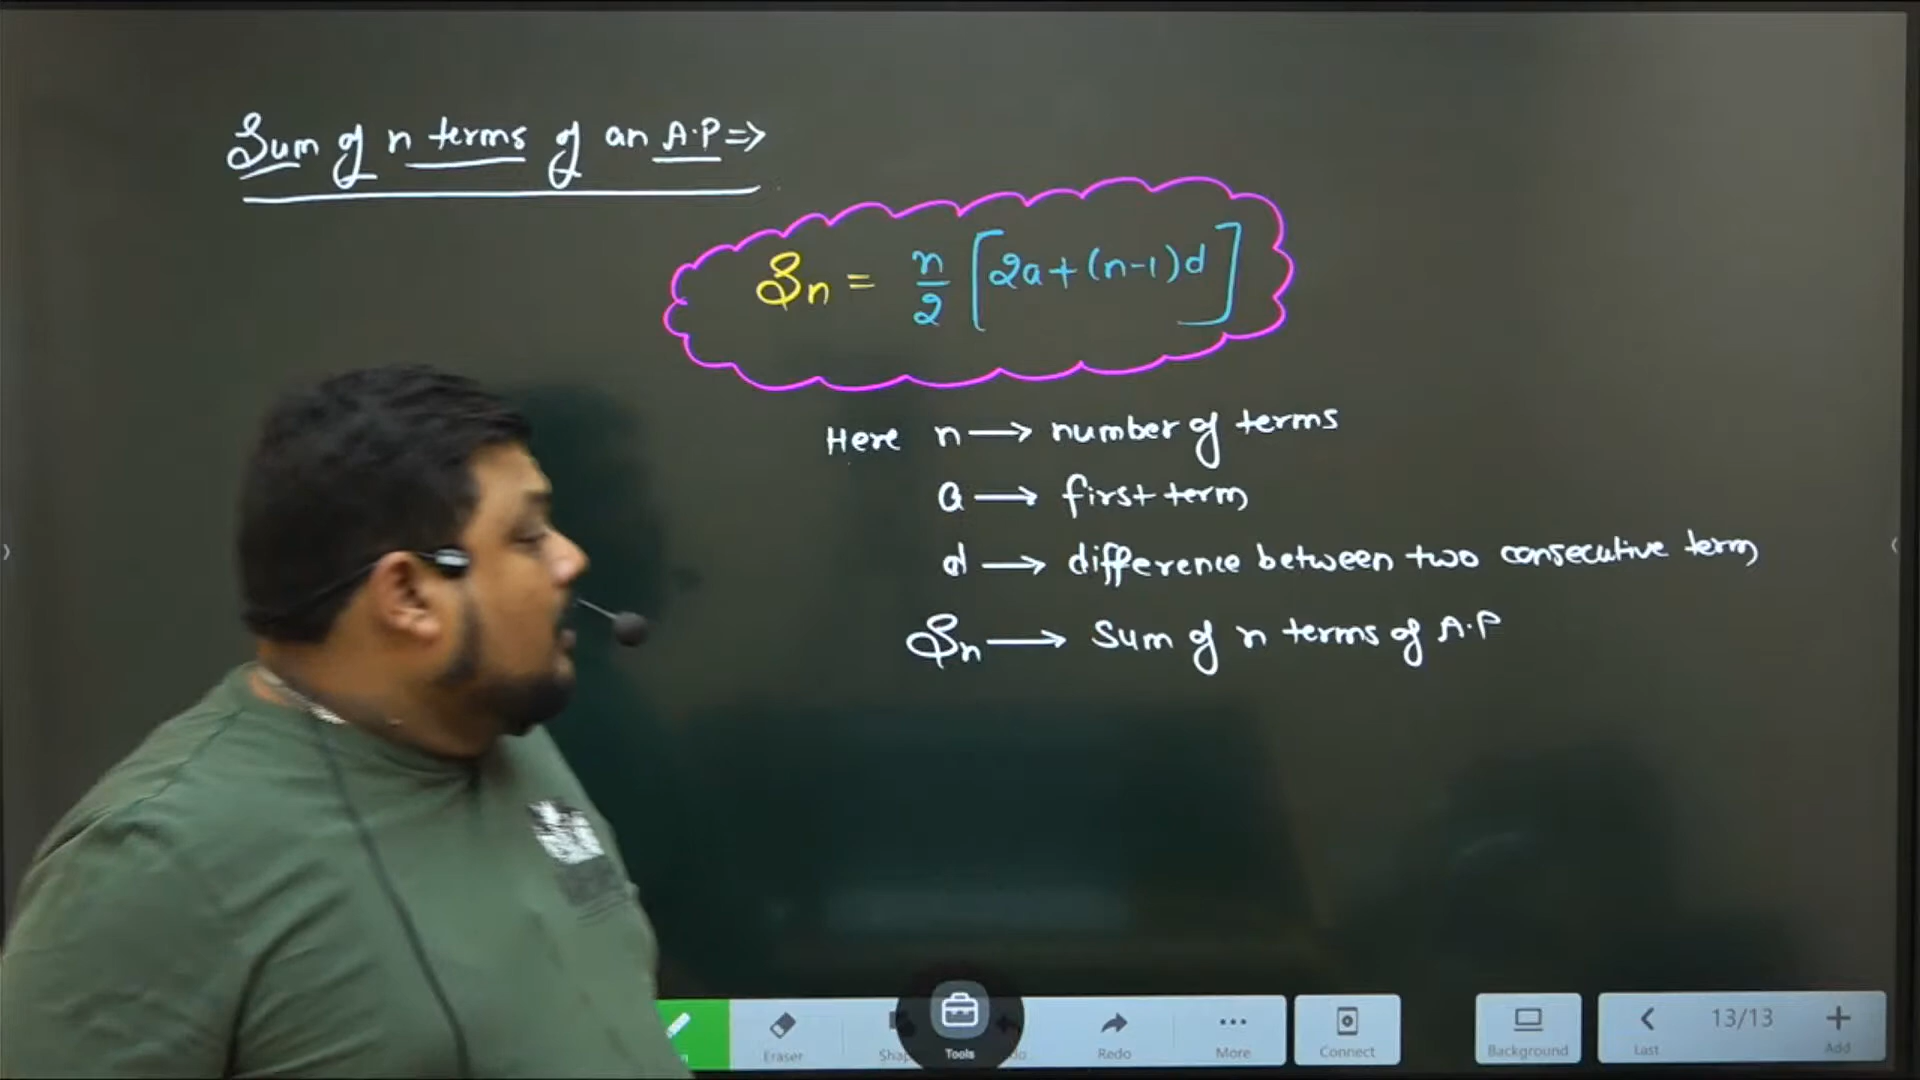 Sum of n terms of an A.P ⇒
Sn = n/2 [2a+(n-1)d]
Here n → number of terms
a → first term
d → difference between two consecutive term
Sn → Sum of n terms of A.P
Eraser
Tools
Redo
More
Connect
Background
Last
13/13
Add